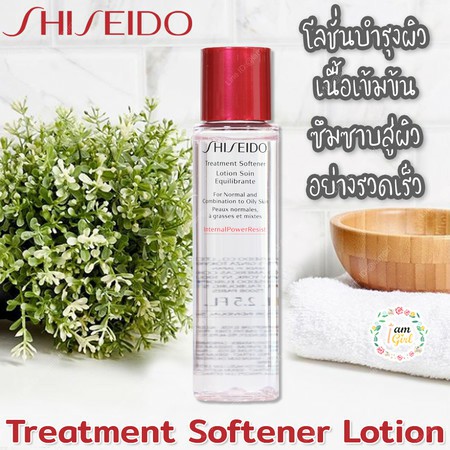 SHISEIDO
โลชั่นบำรุงผิว
เนื้อเข้มข้น
ซึมซาบสู่ผิว
อย่างรวดเร็ว
SHISEIDO
Treatment Softener
Lotion Soin
Equilibrante
For Normal and
Combination to Oily Skin
Peaux normales,
à grasses et mixtes
InternalPowerResist
2.5 FL
I am
Girl
Treatment Softener Lotion